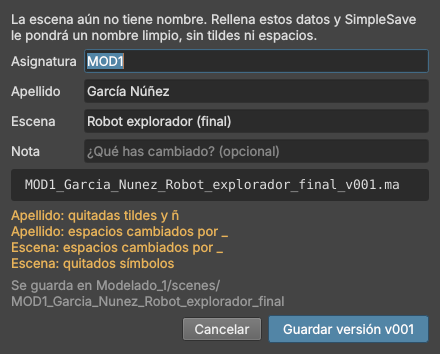 La escena aún no tiene nombre. Rellena estos datos y SimpleSave
le pondrá un nombre limpio, sin tildes ni espacios.
Asignatura MOD1
Apellido García Núñez
Escena Robot explorador (final)
Nota ¿Qué has cambiado? (opcional)
MOD1_Garcia_Nunez_Robot_explorador_final_v001.ma
Apellido: quitadas tildes y ñ
Apellido: espacios cambiados por _
Escena: espacios cambiados por _
Escena: quitados símbolos
Se guarda en Modelado_1/scenes/
MOD1_Garcia_Nunez_Robot_explorador_final
Cancelar Guardar versión v001